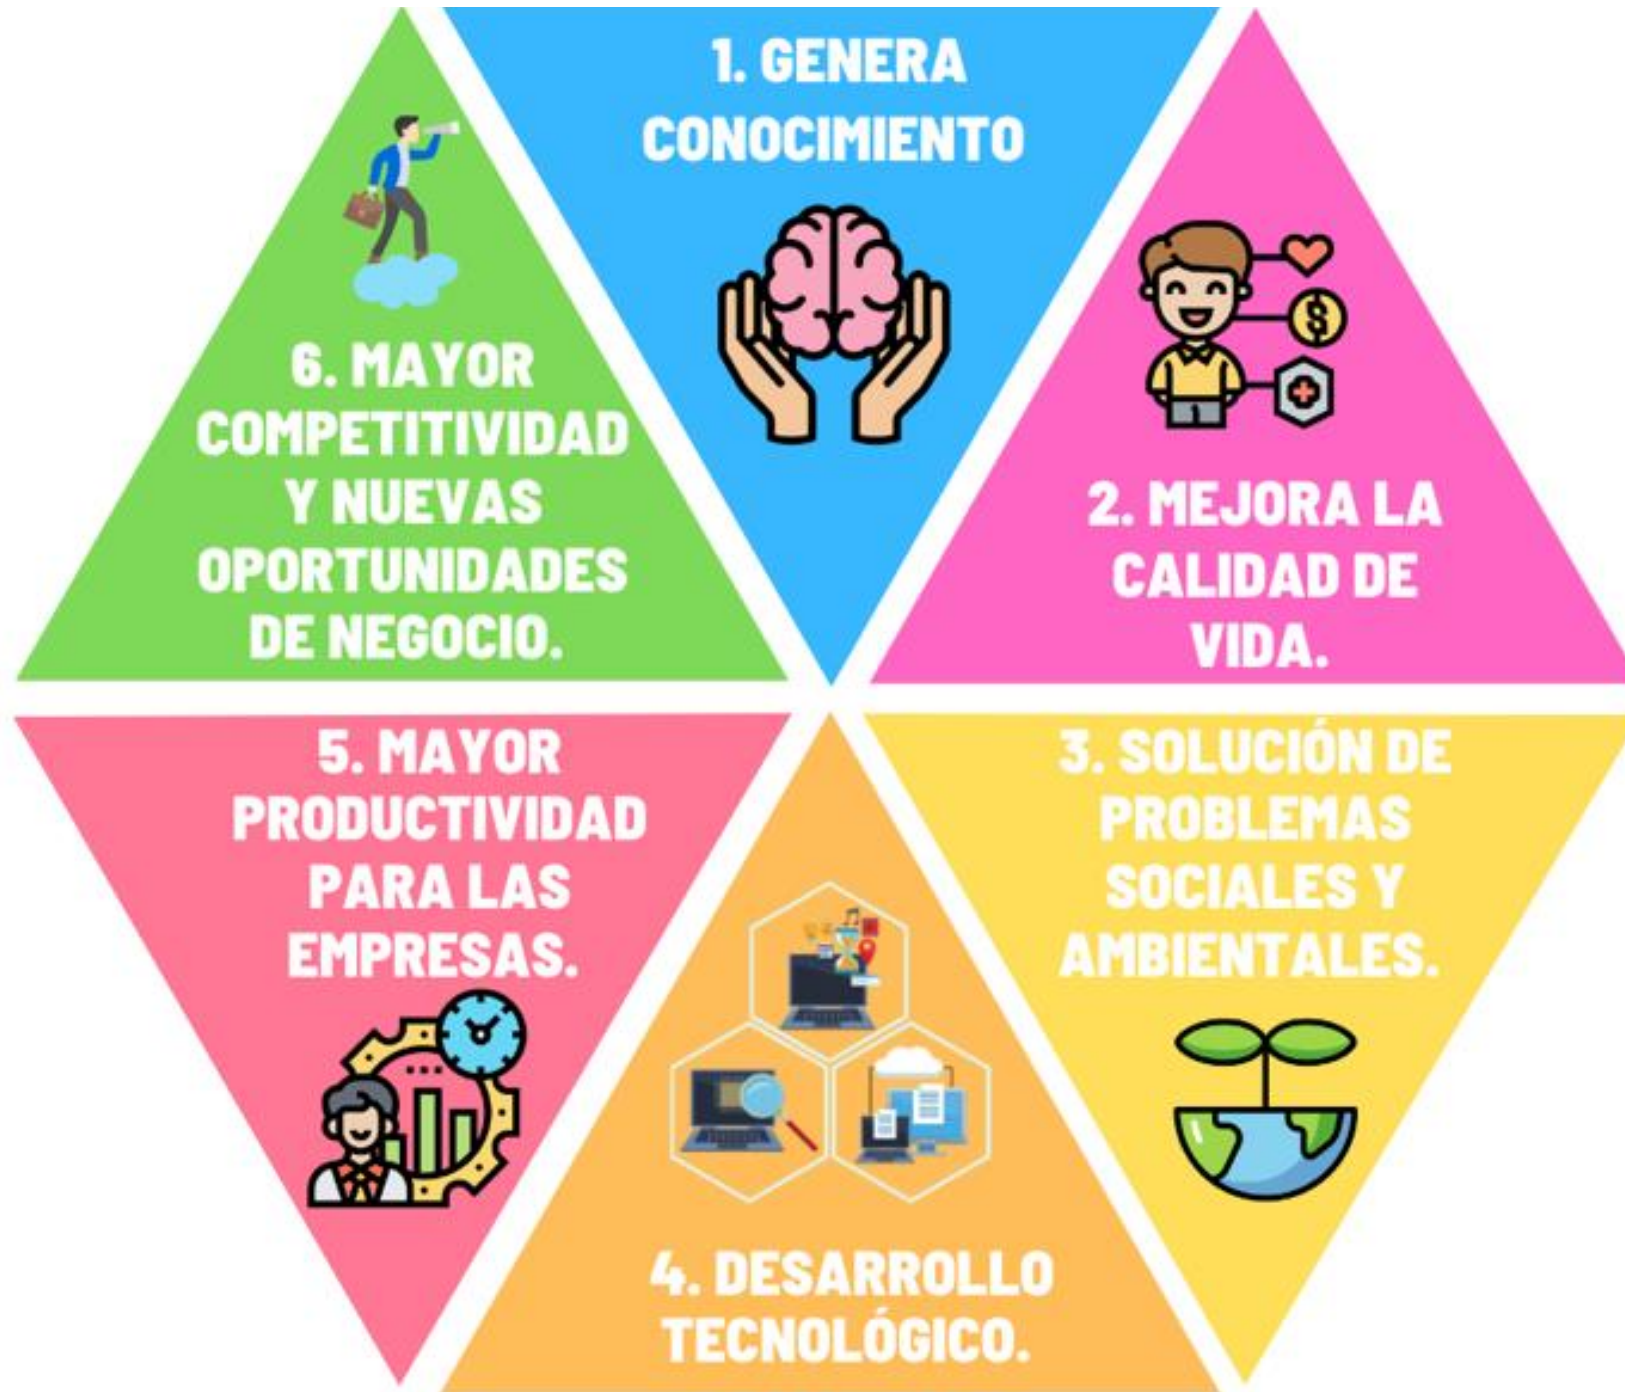 1. GENERA
CONOCIMIENTO
2. MEJORA LA
CALIDAD DE
VIDA.
3. SOLUCIÓN DE
PROBLEMAS
SOCIALES Y
AMBIENTALES.
4. DESARROLLO
TECNOLÓGICO.
5. MAYOR
PRODUCTIVIDAD
PARA LAS
EMPRESAS.
6. MAYOR
COMPETITIVIDAD
Y NUEVAS
OPORTUNIDADES
DE NEGOCIO.